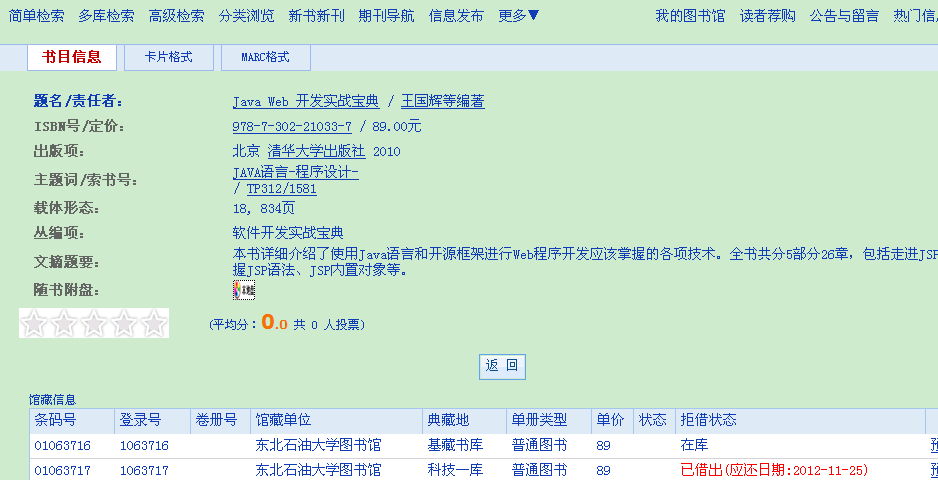 简单检索 多库检索 高级检索 分类浏览 新书新刊 期刊导航 信息发布 更多▼ 我的图书馆 读者荐购 公告与留言 热门信
书目信息 卡片格式 MARC格式
题名/责任者： Java Web 开发实战宝典 / 王国辉等编著
ISBN号/定价： 978-7-302-21033-7 / 89.00元
出版项： 北京 清华大学出版社 2010
主题词/索书号： JAVA语言-程序设计-
/ TP312/1581
载体形态： 18, 834页
丛编项： 软件开发实战宝典
文摘题要： 本书详细介绍了使用Java语言和开源框架进行Web程序开发应该掌握的各项技术。全书共分5部分26章，包括走进JSP
握JSP语法、JSP内置对象等。
随书附盘：
(平均分：0.0 共 0 人投票)
返 回
馆藏信息
条码号 登录号 卷册号 馆藏单位 典藏地 单册类型 单价 状态 拒借状态
01063716 1063716 东北石油大学图书馆 基藏书库 普通图书 89 在库
01063717 1063717 东北石油大学图书馆 科技一库 普通图书 89 已借出(应还日期:2012-11-25)